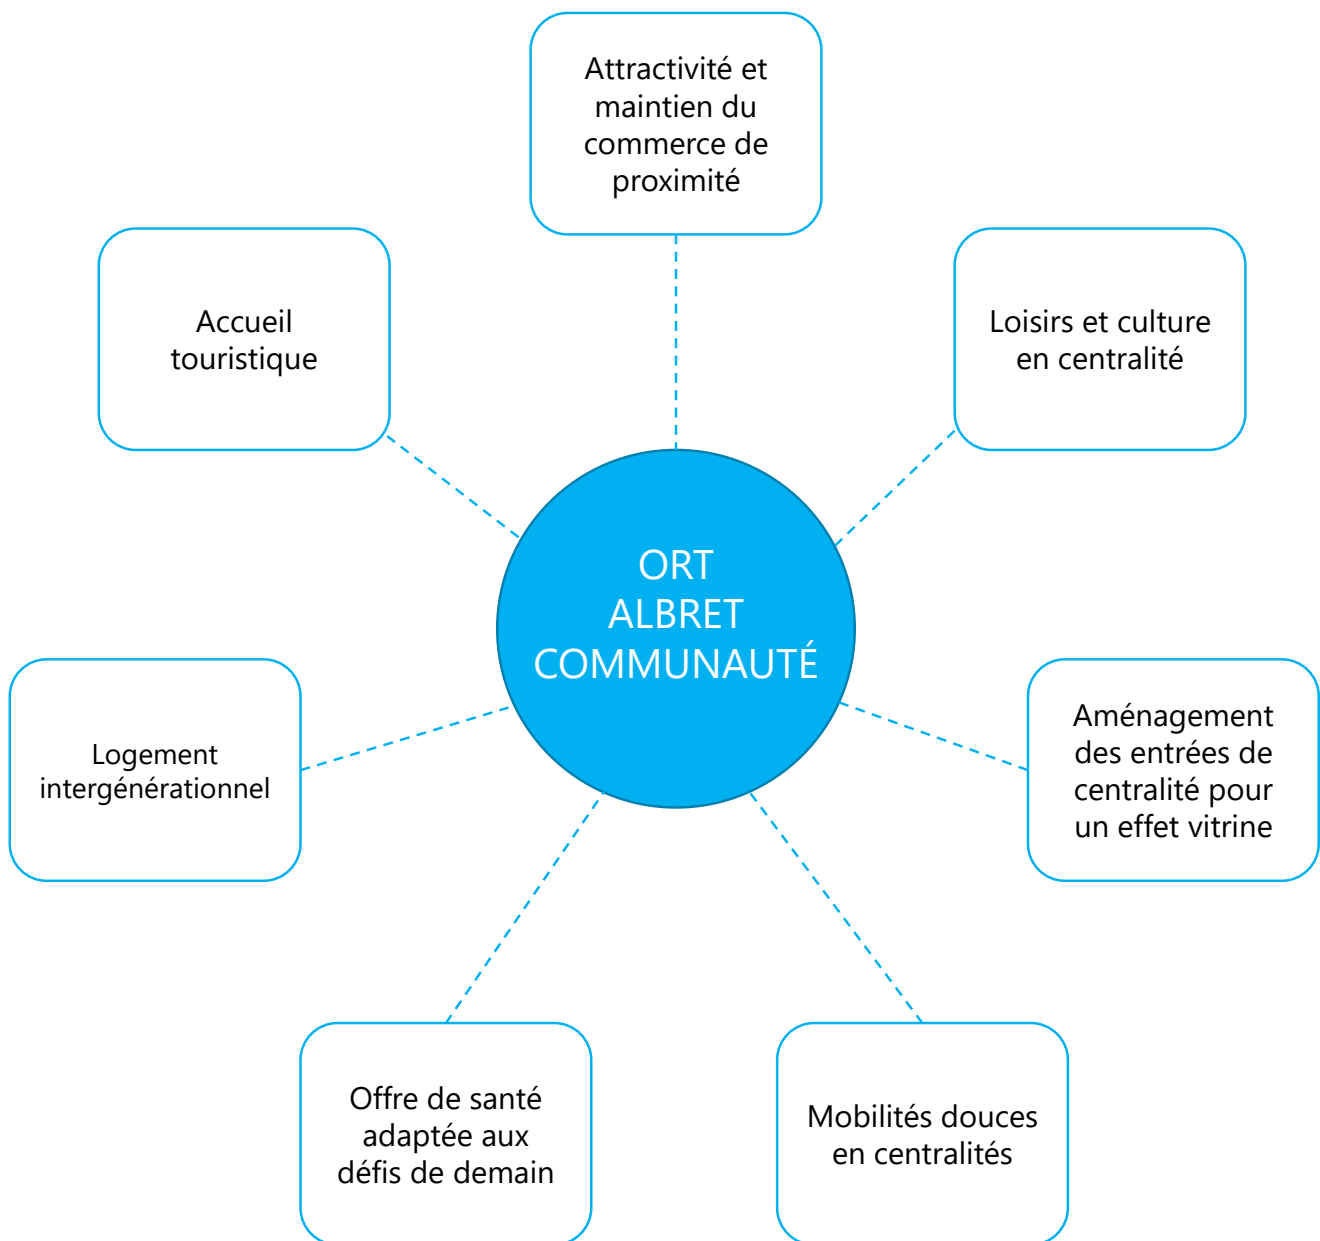 Attractivité et
maintien du
commerce de
proximité
Accueil
touristique
Loisirs et culture
en centralité
ORT
ALBRET
COMMUNAUTÉ
Logement
intergénérationnel
Aménagement
des entrées de
centralité pour
un effet vitrine
Offre de santé
adaptée aux
défis de demain
Mobilités douces
en centralités